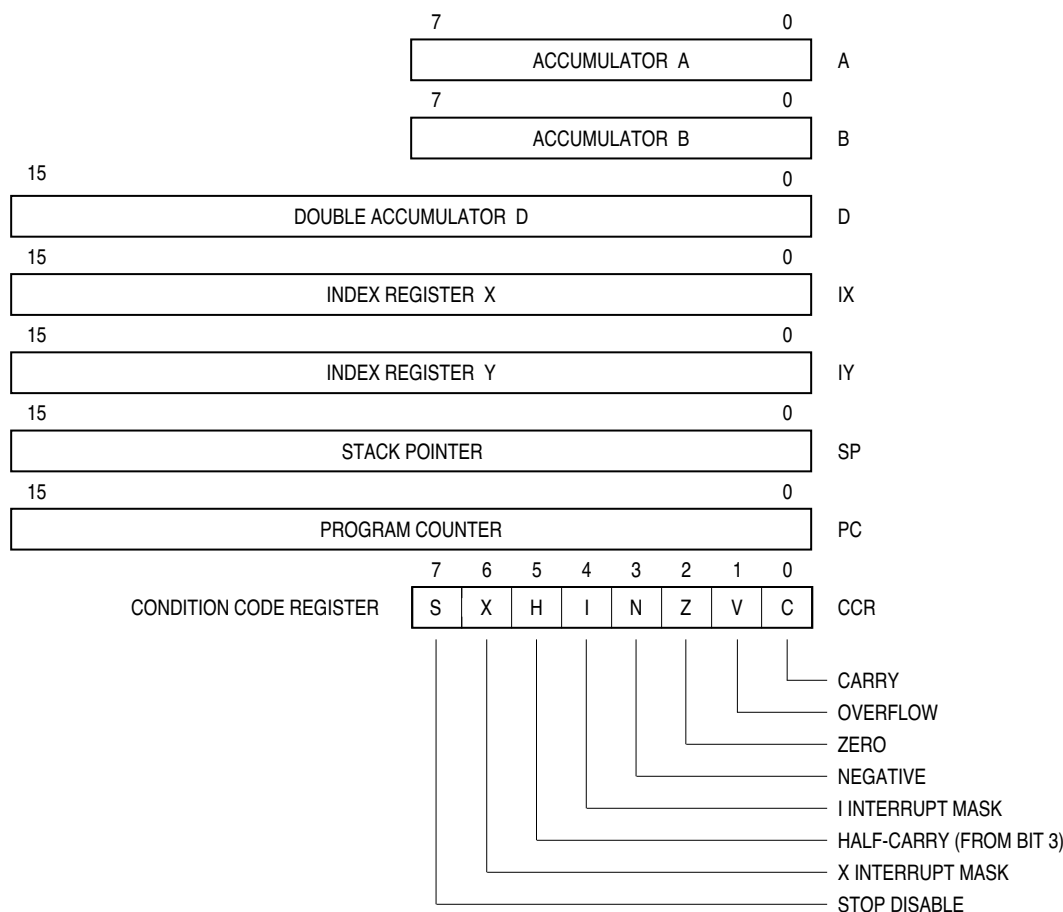 7 0
ACCUMULATOR A A
7 0
ACCUMULATOR B B
15 0
DOUBLE ACCUMULATOR D D
15 0
INDEX REGISTER X IX
15 0
INDEX REGISTER Y IY
15 0
STACK POINTER SP
15 0
PROGRAM COUNTER PC
7 6 5 4 3 2 1 0
CONDITION CODE REGISTER S X H I N Z V C CCR
CARRY
OVERFLOW
ZERO
NEGATIVE
I INTERRUPT MASK
HALF-CARRY (FROM BIT 3)
X INTERRUPT MASK
STOP DISABLE